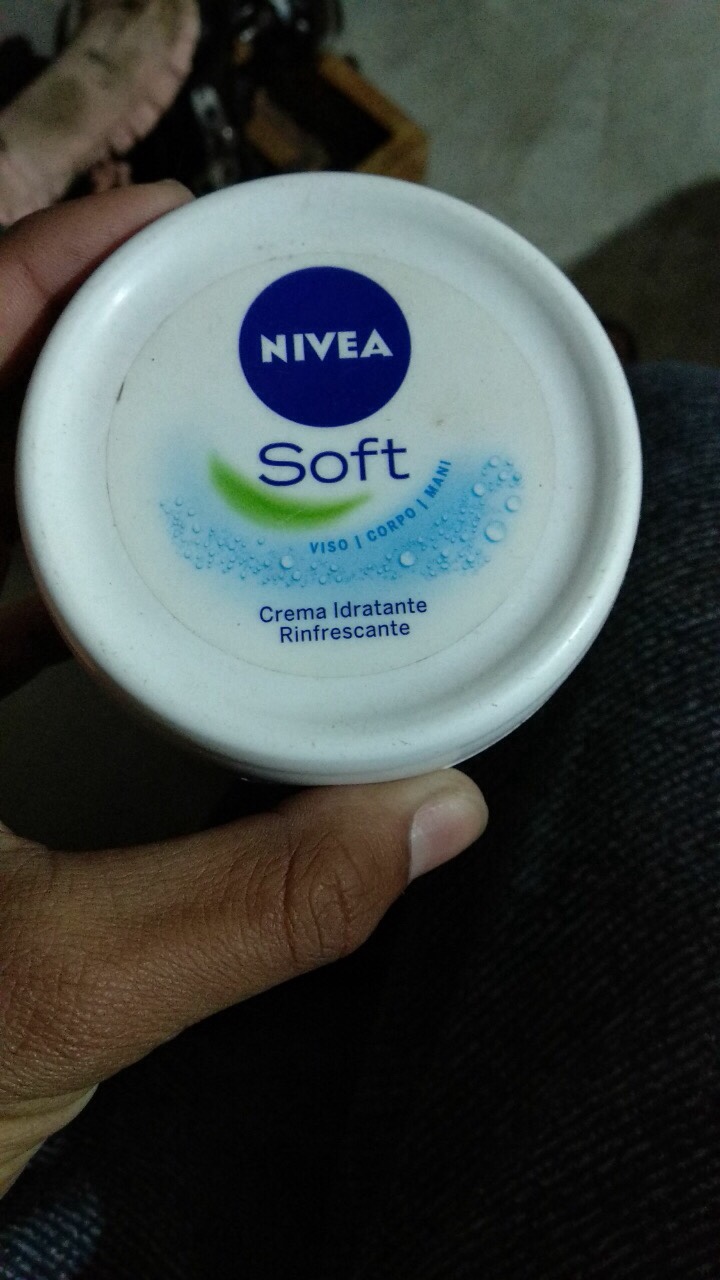 NIVEA
Soft
VISO | CORPO | MANI
Crema Idratante
Rinfrescante